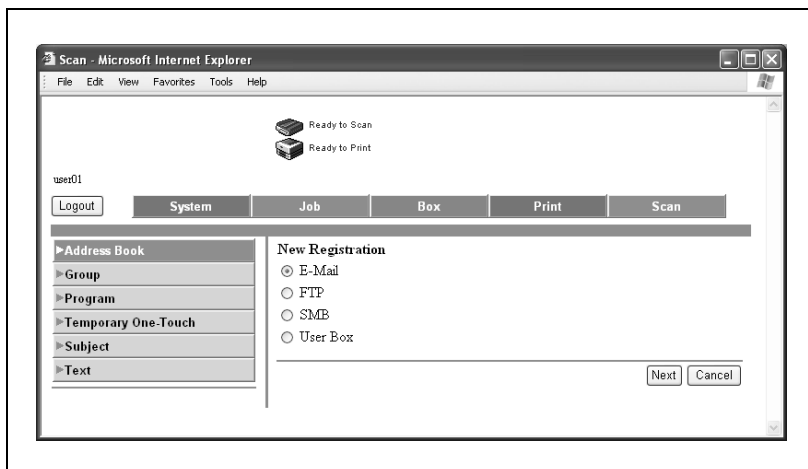 Scan - Microsoft Internet Explorer
File Edit View Favorites Tools Help
Ready to Scan
Ready to Print
user01
Logout System Job Box Print Scan
Address Book
Group
Program
Temporary One-Touch
Subject
Text
New Registration
E-Mail
FTP
SMB
User Box
Next Cancel